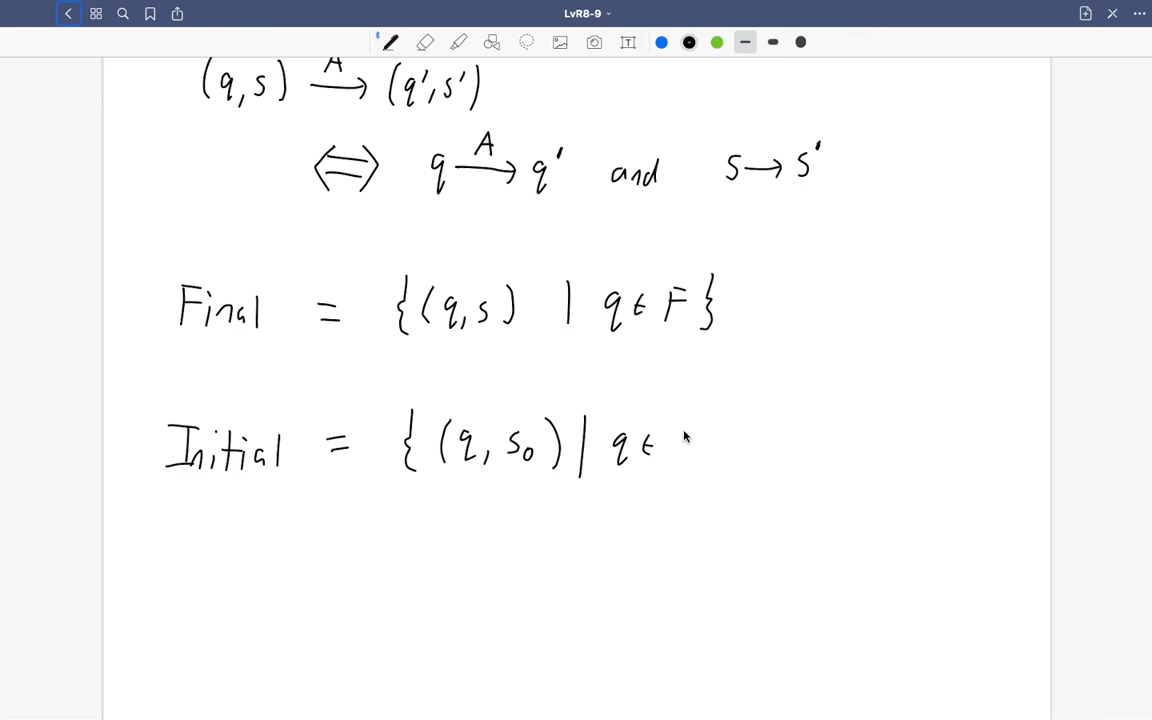 LvR8-9
(q,s) —A→ (q',s')
⟺ q —A→ q' and s → s'
Final = {(q,s) | q ∈ F}
Initial = { (q, s₀) | q ∈